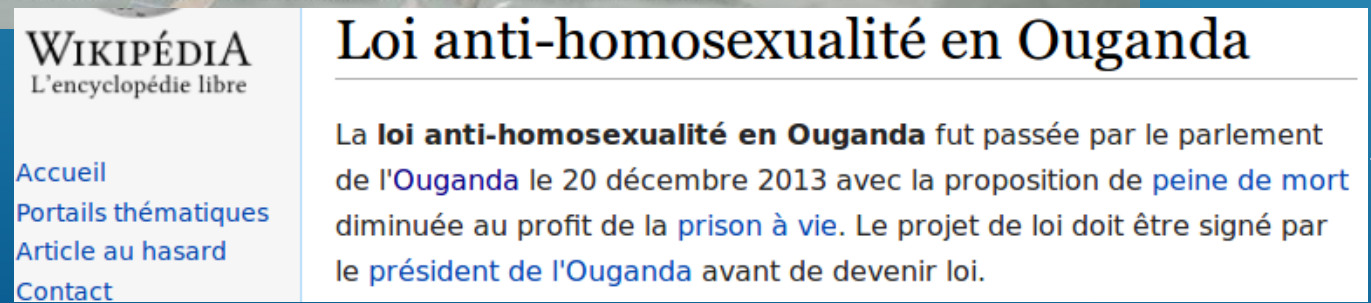 WIKIPÉDIA
L'encyclopédie libre
Accueil
Portails thématiques
Article au hasard
Contact
Loi anti-homosexualité en Ouganda
La loi anti-homosexualité en Ouganda fut passée par le parlement
de l'Ouganda le 20 décembre 2013 avec la proposition de peine de mort
diminuée au profit de la prison à vie. Le projet de loi doit être signé par
le président de l'Ouganda avant de devenir loi.